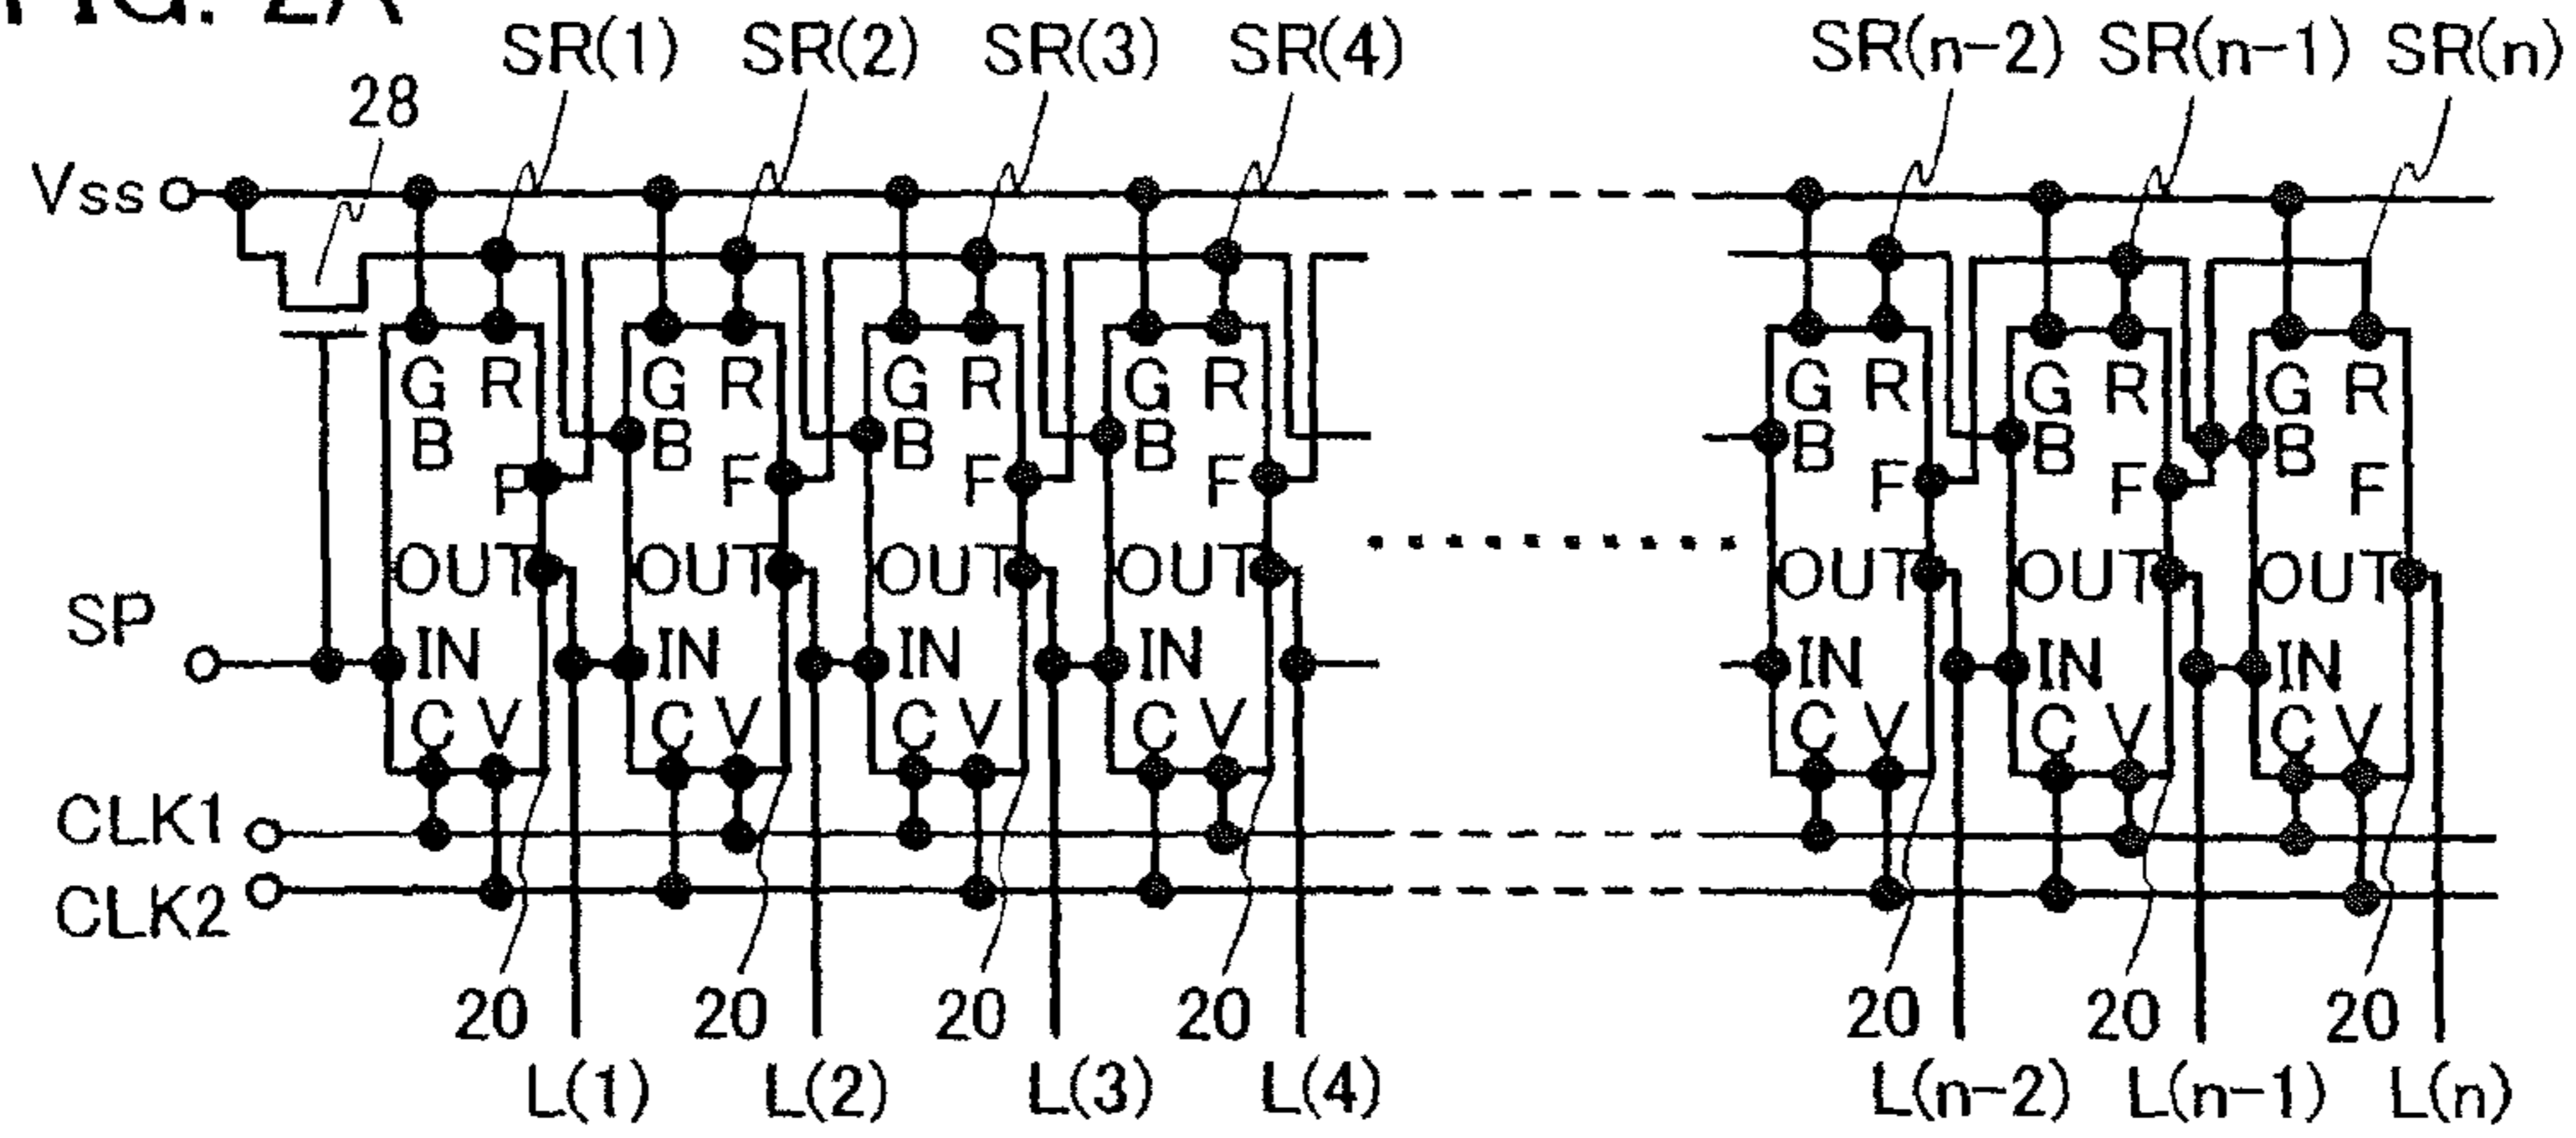 FIG. 2A
SR(1) SR(2) SR(3) SR(4) SR(n-2) SR(n-1) SR(n)
28
Vss
G R G R G R G R G R G R G R
B B B B B B B
F F F F F F F
OUT OUT OUT OUT OUT OUT OUT
SP
IN IN IN IN IN IN IN
C V C V C V C V C V C V C V
CLK1
CLK2
20 20 20 20 20 20 20
L(1) L(2) L(3) L(4) L(n-2) L(n-1) L(n)